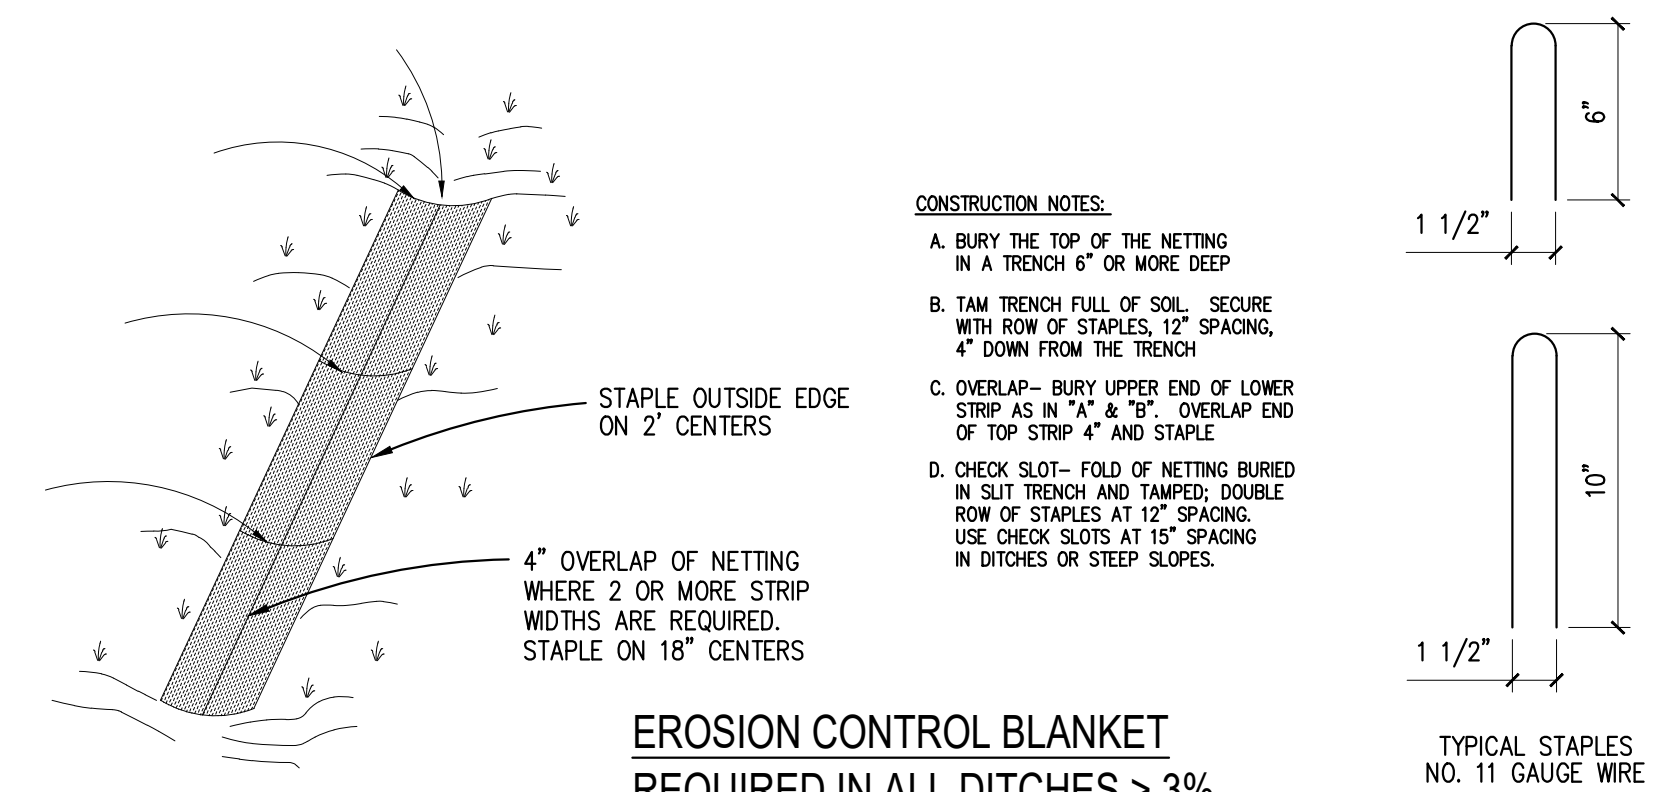 STAPLE OUTSIDE EDGE
ON 2' CENTERS
4" OVERLAP OF NETTING
WHERE 2 OR MORE STRIP
WIDTHS ARE REQUIRED.
STAPLE ON 18" CENTERS
CONSTRUCTION NOTES:
A. BURY THE TOP OF THE NETTING
IN A TRENCH 6" OR MORE DEEP
B. TAM TRENCH FULL OF SOIL. SECURE
WITH ROW OF STAPLES, 12" SPACING,
4" DOWN FROM THE TRENCH
C. OVERLAP– BURY UPPER END OF LOWER
STRIP AS IN "A" & "B". OVERLAP END
OF TOP STRIP 4" AND STAPLE
D. CHECK SLOT– FOLD OF NETTING BURIED
IN SLIT TRENCH AND TAMPED; DOUBLE
ROW OF STAPLES AT 12" SPACING.
USE CHECK SLOTS AT 15" SPACING
IN DITCHES OR STEEP SLOPES.
6"
1 1/2"
10"
1 1/2"
TYPICAL STAPLES
NO. 11 GAUGE WIRE
EROSION CONTROL BLANKET
REQUIRED IN ALL DITCHES > 3%